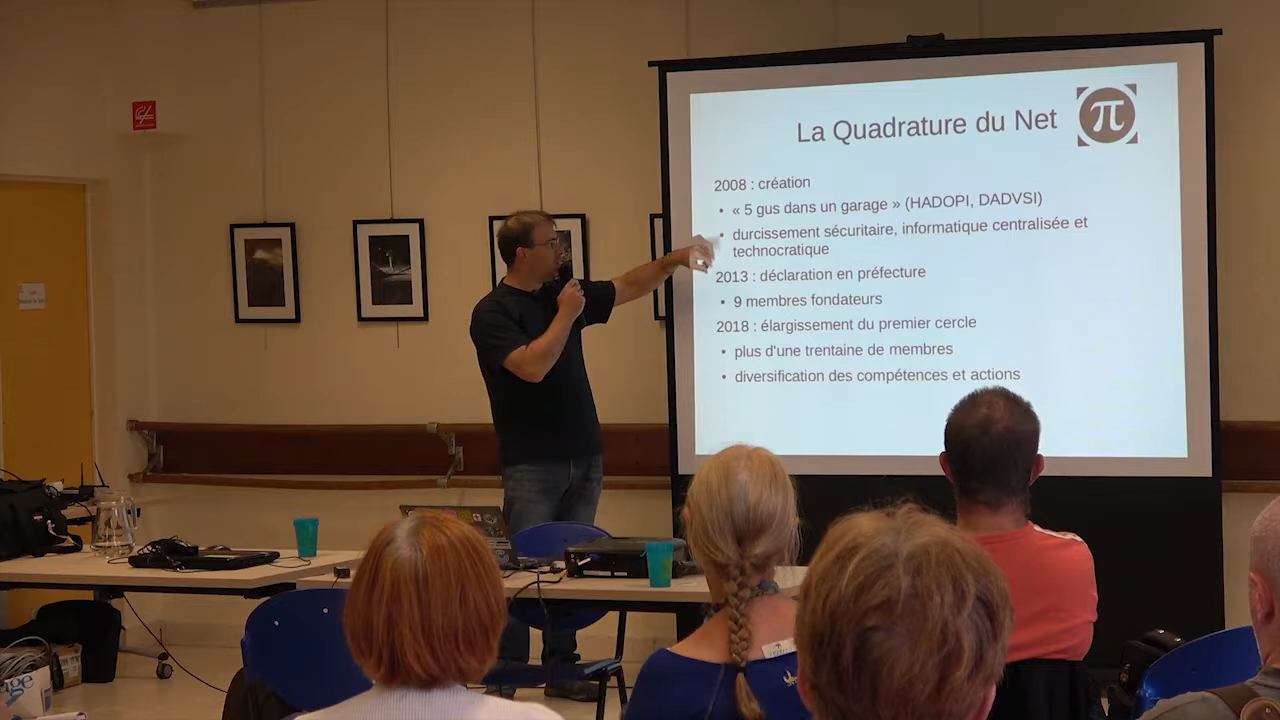 La Quadrature du Net
π
2008 : création
• « 5 gus dans un garage » (HADOPI, DADVSI)
• durcissement sécuritaire, informatique centralisée et
technocratique
2013 : déclaration en préfecture
• 9 membres fondateurs
2018 : élargissement du premier cercle
• plus d'une trentaine de membres
• diversification des compétences et actions